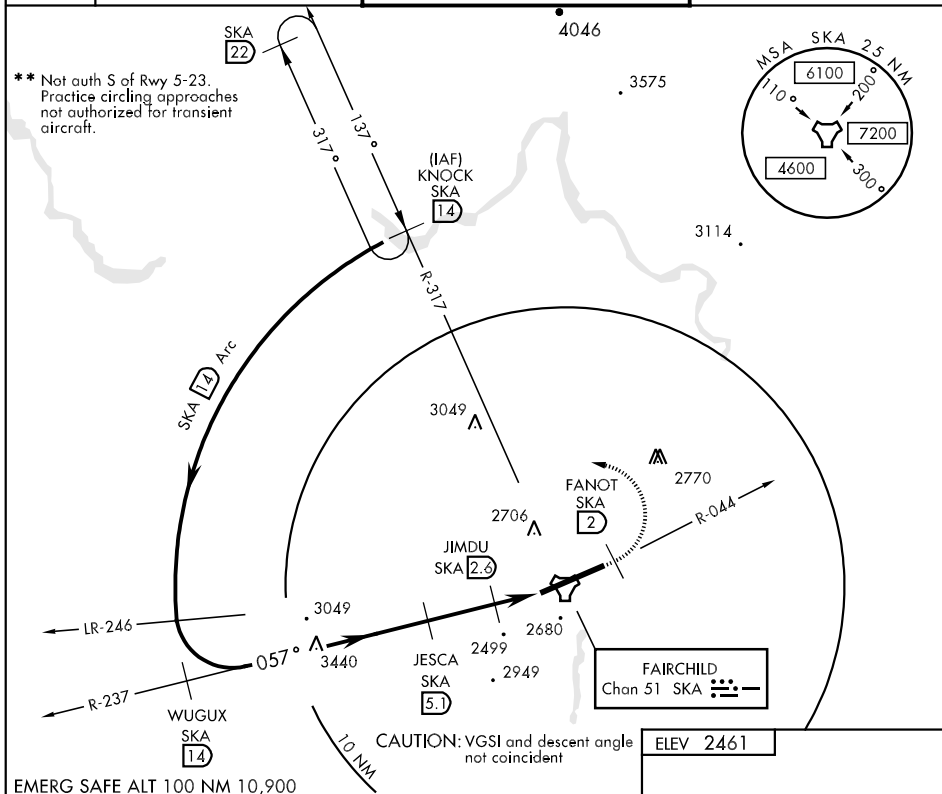 4046
SKA
22
** Not auth S of Rwy 5-23.
Practice circling approaches
not authorized for transient
aircraft.
MSA SKA 25 NM
6100
110°
200°
7200
4600
300°
3575
317°
137°
(IAF)
KNOCK
SKA
14
3114
R-317
SKA 14 Arc
3049
2770
FANOT
SKA
2
R-044
2706
JIMDU
SKA 2.6
3049
LR-246
057°
3440
2499
2680
2949
JESCA
SKA
5.1
R-237
WUGUX
SKA
14
FAIRCHILD
Chan 51 SKA
10 NM
CAUTION: VGSI and descent angle
not coincident
ELEV 2461
EMERG SAFE ALT 100 NM 10,900